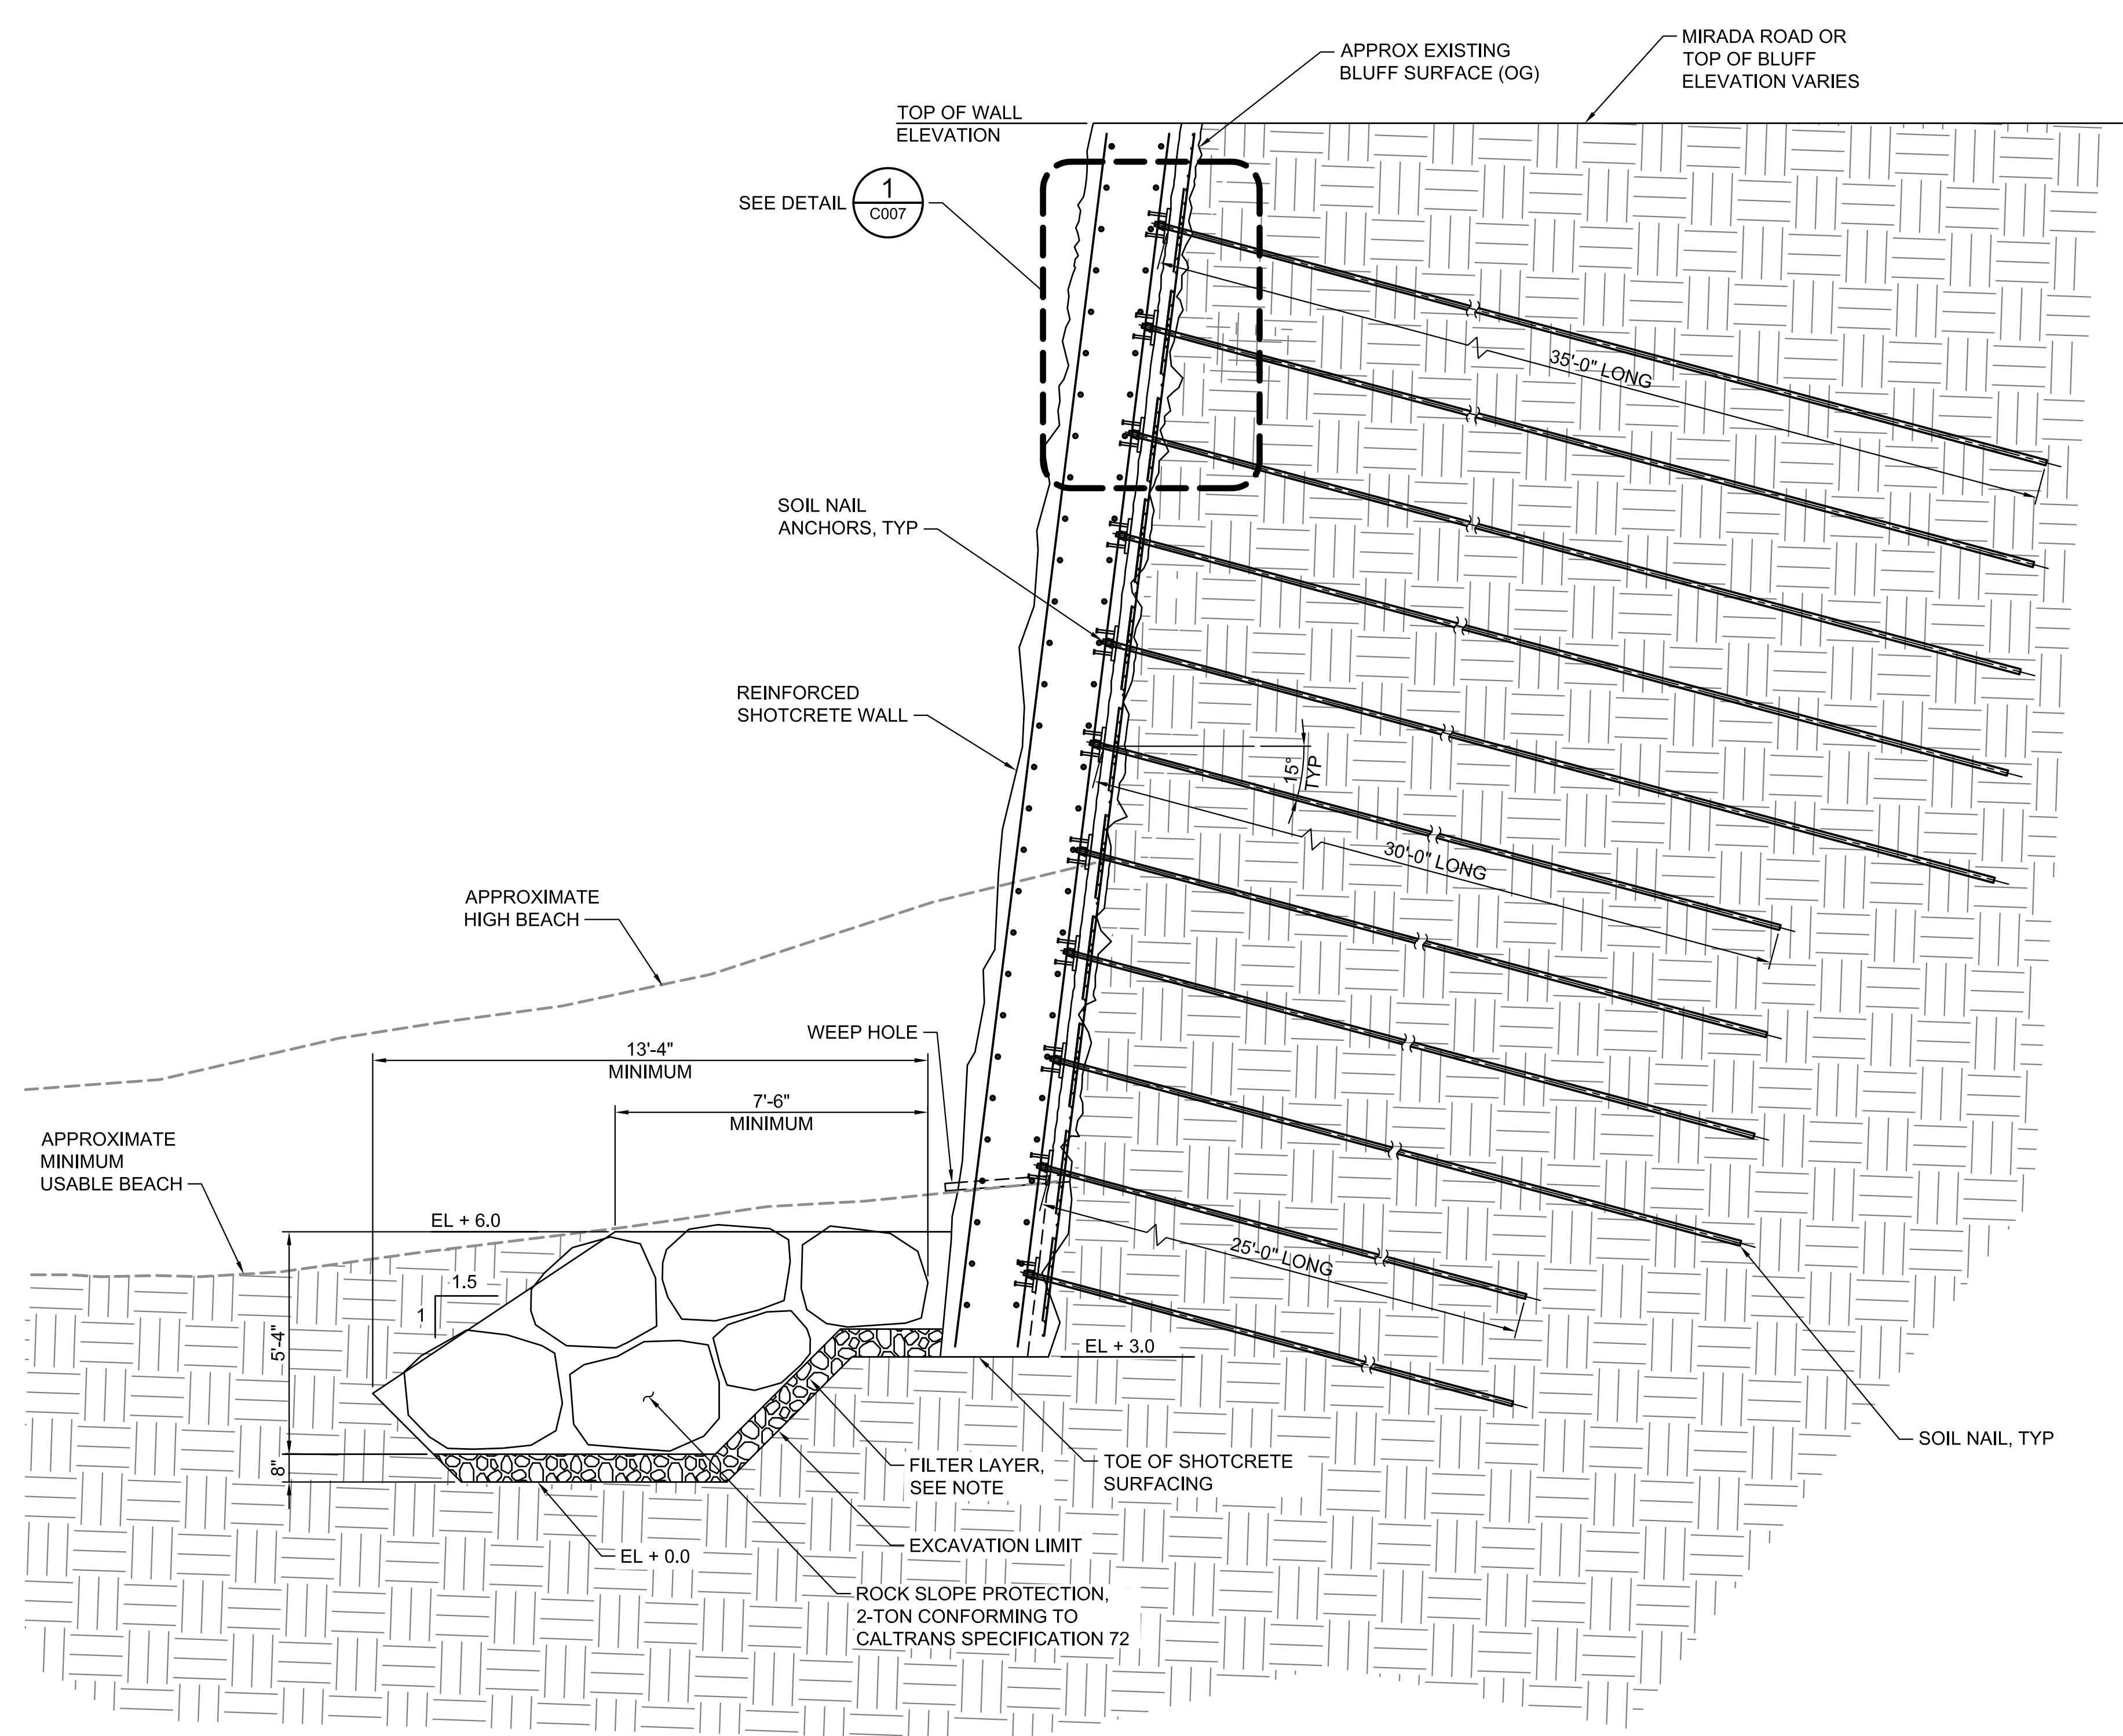 APPROX EXISTING
BLUFF SURFACE (OG)
MIRADA ROAD OR
TOP OF BLUFF
ELEVATION VARIES
TOP OF WALL
ELEVATION
SEE DETAIL
1
C007
35'-0" LONG
SOIL NAIL
ANCHORS, TYP
REINFORCED
SHOTCRETE WALL
15°
TYP
30'-0" LONG
APPROXIMATE
HIGH BEACH
WEEP HOLE
13'-4"
MINIMUM
7'-6"
MINIMUM
APPROXIMATE
MINIMUM
USABLE BEACH
EL + 6.0
25'-0" LONG
1.5
1
5'-4"
EL + 3.0
8"
SOIL NAIL, TYP
FILTER LAYER,
SEE NOTE
TOE OF SHOTCRETE
SURFACING
EXCAVATION LIMIT
EL + 0.0
ROCK SLOPE PROTECTION,
2-TON CONFORMING TO
CALTRANS SPECIFICATION 72